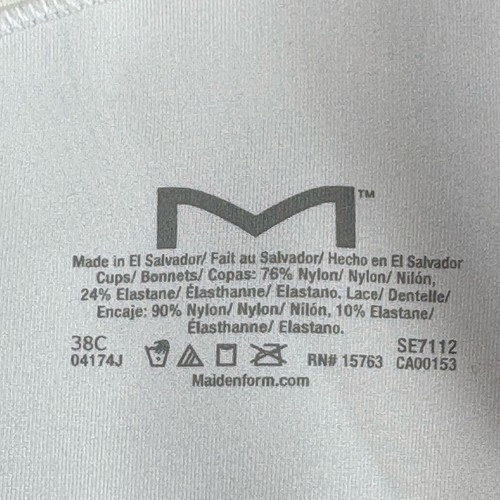 M™
Made in El Salvador/ Fait au Salvador/ Hecho en El Salvador
Cups/ Bonnets/ Copas: 76% Nylon/ Nylon/ Nilón,
24% Elastane/ Élasthanne/ Elastano. Lace/ Dentelle/
Encaje: 90% Nylon/ Nylon/ Nilón, 10% Elastane/
Élasthanne/ Elastano.
38C SE7112
04174J RN# 15763 CA00153
Maidenform.com